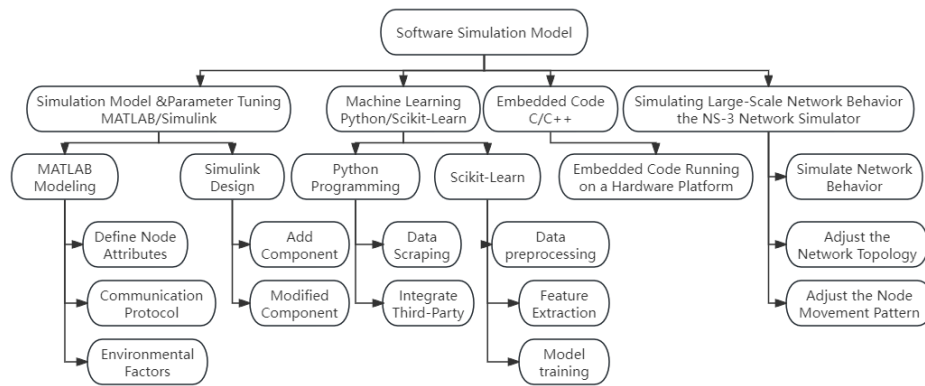 Software Simulation Model
Simulation Model &Parameter Tuning
MATLAB/Simulink
Machine Learning
Python/Scikit-Learn
Embedded Code
C/C++
Simulating Large-Scale Network Behavior
the NS-3 Network Simulator
MATLAB
Modeling
Simulink
Design
Python
Programming
Scikit-Learn
Embedded Code Running
on a Hardware Platform
Simulate Network
Behavior
Define Node
Attributes
Add
Component
Data
Scraping
Data
preprocessing
Adjust the
Network Topology
Communication
Protocol
Modified
Component
Integrate
Third-Party
Feature
Extraction
Adjust the Node
Movement Pattern
Environmental
Factors
Model
training